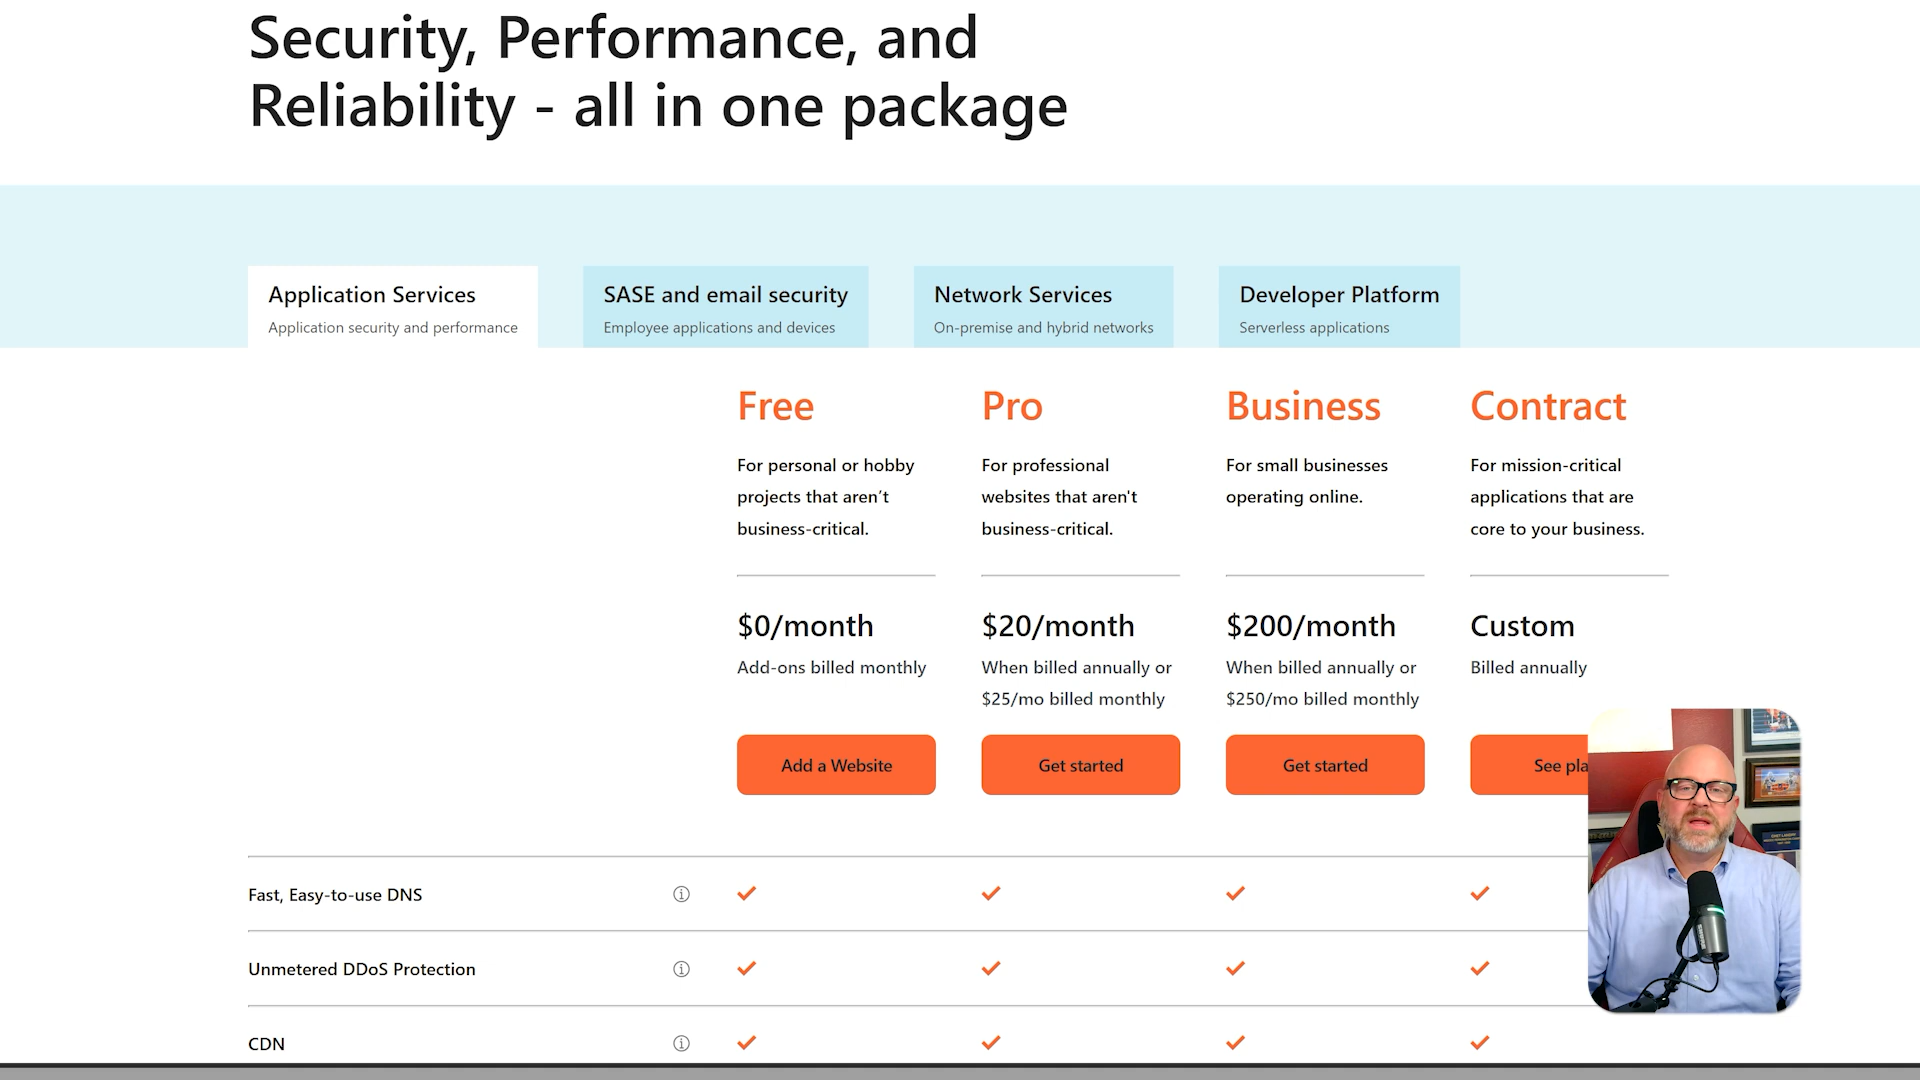 Security, Performance, and
Reliability - all in one package
Application Services
Application security and performance
SASE and email security
Employee applications and devices
Network Services
On-premise and hybrid networks
Developer Platform
Serverless applications
Free
For personal or hobby
projects that aren’t
business-critical.
$0/month
Add-ons billed monthly
Add a Website
Pro
For professional
websites that aren't
business-critical.
$20/month
When billed annually or
$25/mo billed monthly
Get started
Business
For small businesses
operating online.
$200/month
When billed annually or
$250/mo billed monthly
Get started
Contract
For mission-critical
applications that are
core to your business.
Custom
Billed annually
See pla
Fast, Easy-to-use DNS
Unmetered DDoS Protection
CDN